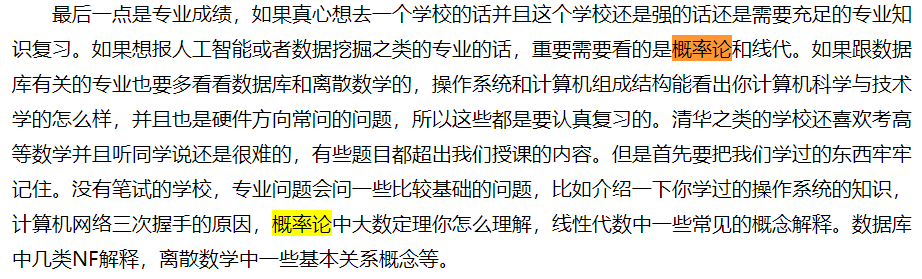 最后一点是专业成绩，如果真心想去一个学校的话并且这个学校还是强的话还是需要充足的专业知
识复习。如果想报人工智能或者数据挖掘之类的专业的话，重要需要看的是概率论和线代。如果跟数据
库有关的专业也要多看看数据库和离散数学的，操作系统和计算机组成结构能看出你计算机科学与技术
学的怎么样，并且也是硬件方向常问的问题，所以这些都是要认真复习的。清华之类的学校还喜欢考高
等数学并且听同学说还是很难的，有些题目都超出我们授课的内容。但是首先要把我们学过的东西牢牢
记住。没有笔试的学校，专业问题会问一些比较基础的问题，比如介绍一下你学过的操作系统的知识，
计算机网络三次握手的原因，概率论中大数定理你怎么理解，线性代数中一些常见的概念解释。数据库
中几类NF解释，离散数学中一些基本关系概念等。